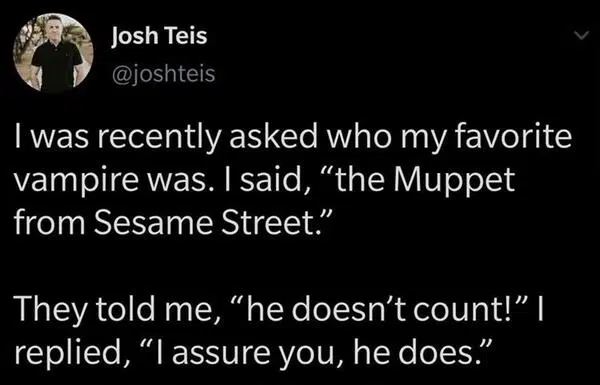 Josh Teis
@joshteis
I was recently asked who my favorite
vampire was. I said, “the Muppet
from Sesame Street.”
They told me, “he doesn’t count!” I
replied, “I assure you, he does.”